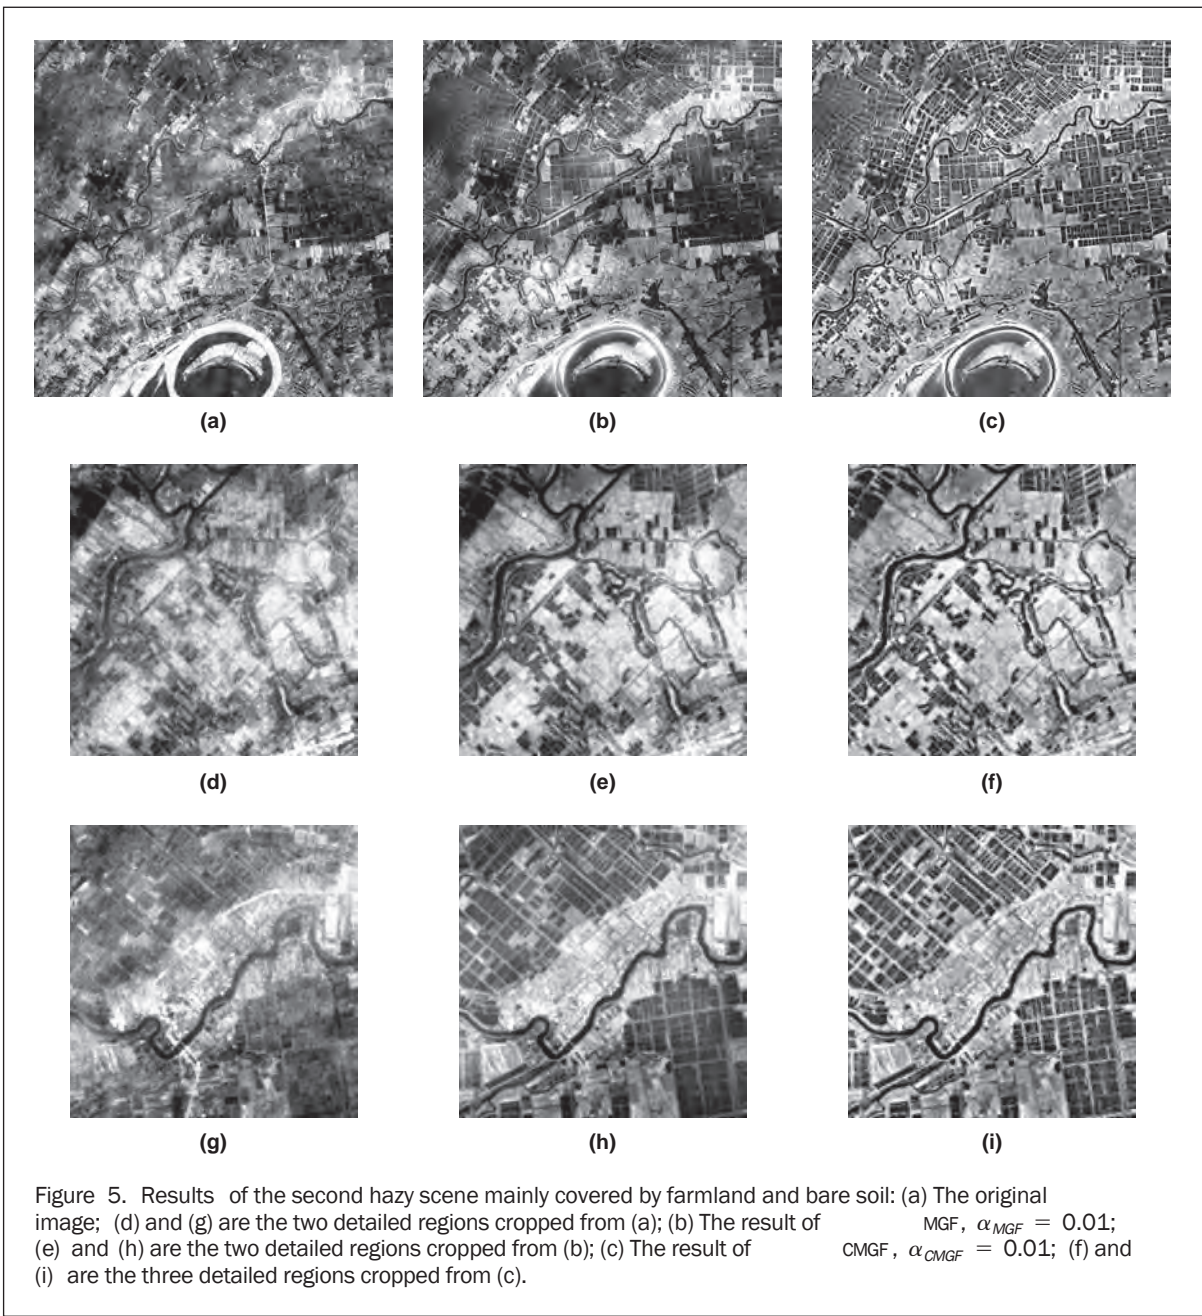 (a)
(b)
(c)
(d)
(e)
(f)
(g)
(h)
(i)
Figure 5. Results of the second hazy scene mainly covered by farmland and bare soil: (a) The original
image; (d) and (g) are the two detailed regions cropped from (a); (b) The result of MGF, α_MGF = 0.01;
(e) and (h) are the two detailed regions cropped from (b); (c) The result of CMGF, α_CMGF = 0.01; (f) and
(i) are the three detailed regions cropped from (c).